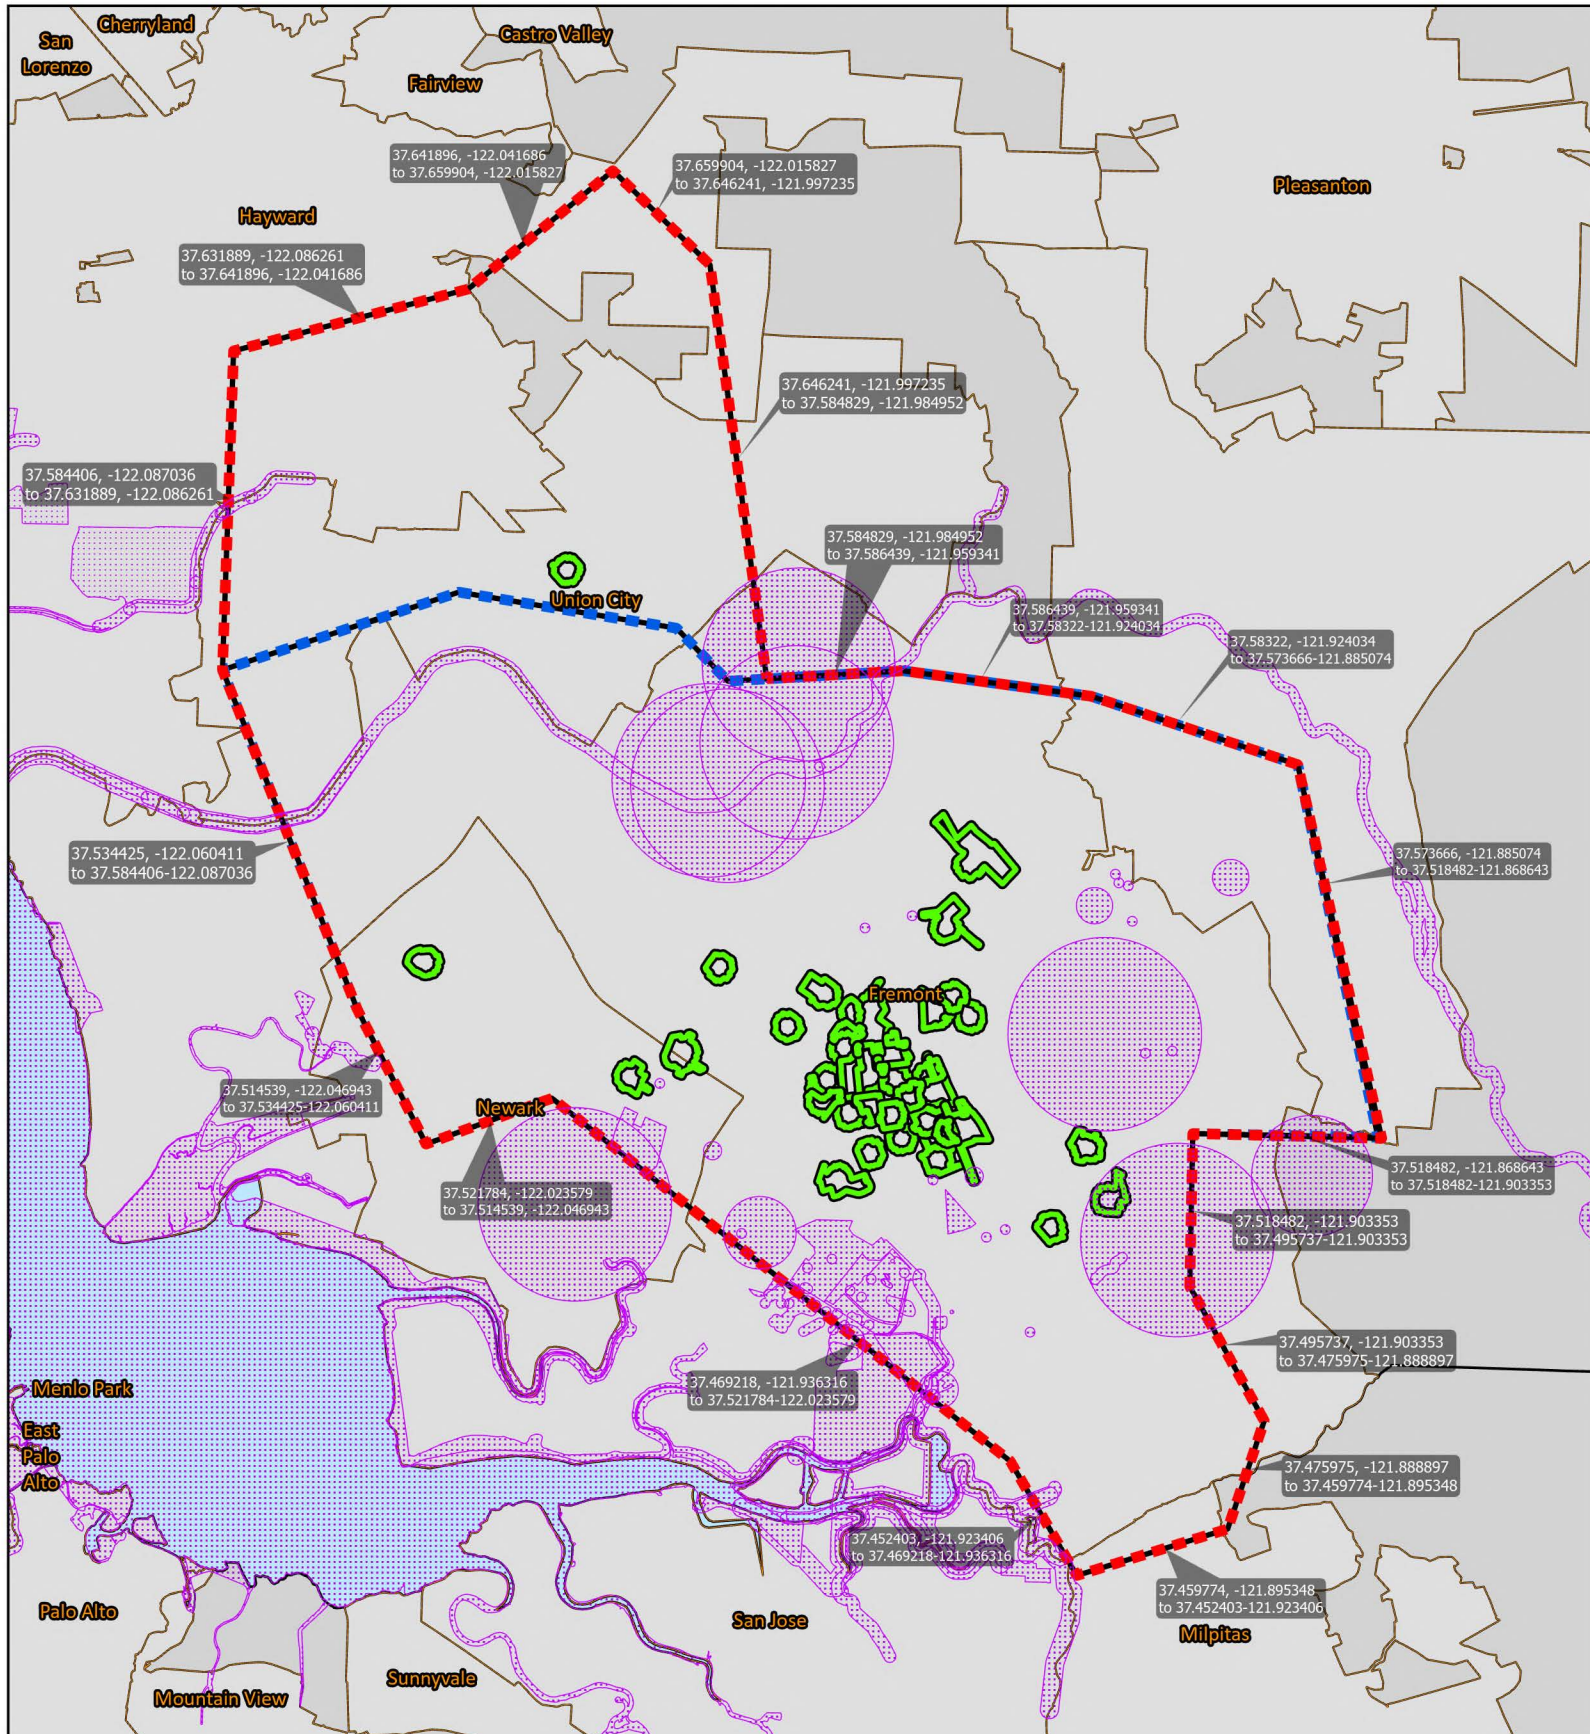 Cherryland
Castro Valley
San
Lorenzo
Fairview
37.641896, -122.041686
to 37.659904, -122.015827
37.659904, -122.015827
to 37.646241, -121.997235
Pleasanton
Hayward
37.631889, -122.086261
to 37.641896, -122.041686
37.646241, -121.997235
to 37.584829, -121.984952
37.584406, -122.087036
to 37.631889, -122.086261
37.584829, -121.984952
to 37.586439, -121.959341
Union City
37.586439, -121.959341
to 37.58322-121.924034
37.58322, -121.924034
to 37.573666-121.885074
37.534425, -122.060411
to 37.584406-122.087036
37.573666, -121.885074
to 37.518482-121.868643
Fremont
37.514539, -122.046943
to 37.534425-122.060411
Newark
37.521784, -122.023579
to 37.514539, -122.046943
37.518482, -121.868643
to 37.518482-121.903353
37.518482, -121.903353
to 37.495737-121.903353
37.495737, -121.903353
to 37.475975-121.888897
37.469218, -121.936316
to 37.521784-122.023579
Menlo Park
East
Palo
Alto
37.475975, -121.888897
to 37.459774-121.895348
37.452403, -121.923406
to 37.469218-121.936316
37.459774, -121.895348
to 37.452403-121.923406
Palo Alto
San Jose
Milpitas
Sunnyvale
Mountain View